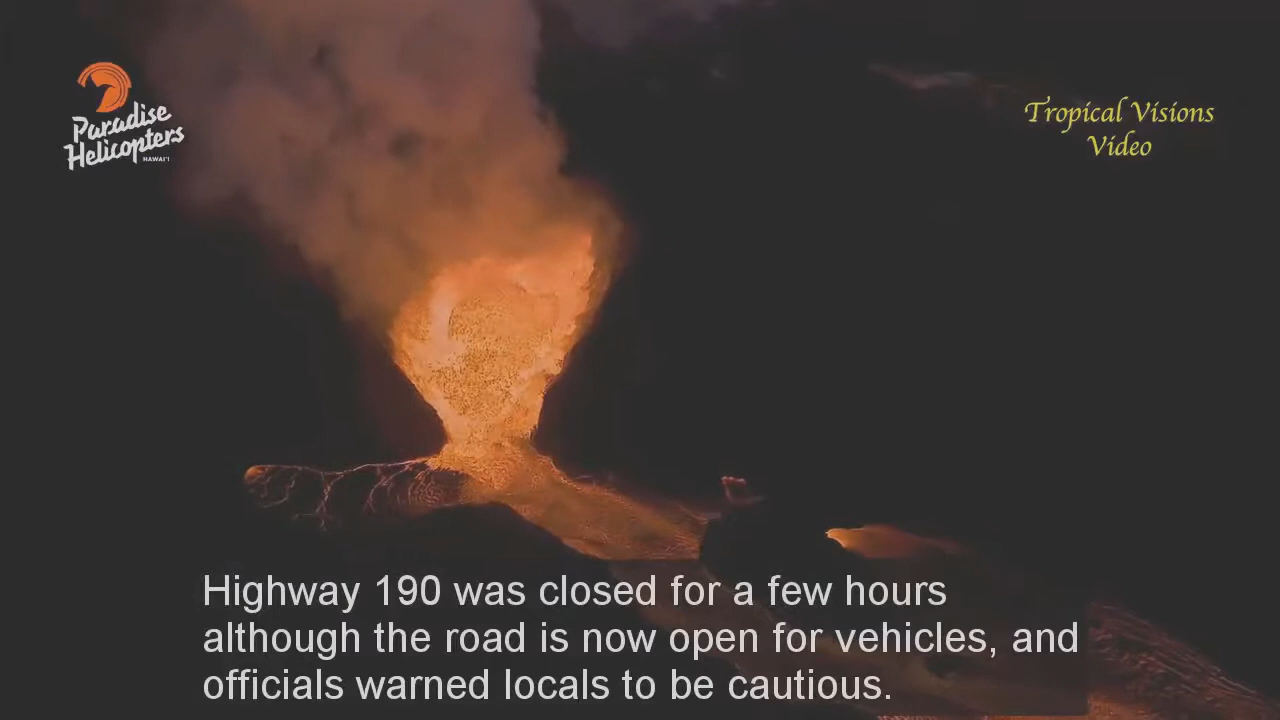 Paradise
Helicopters
HAWAI'I
Tropical Visions
Video
Highway 190 was closed for a few hours
although the road is now open for vehicles, and
officials warned locals to be cautious.